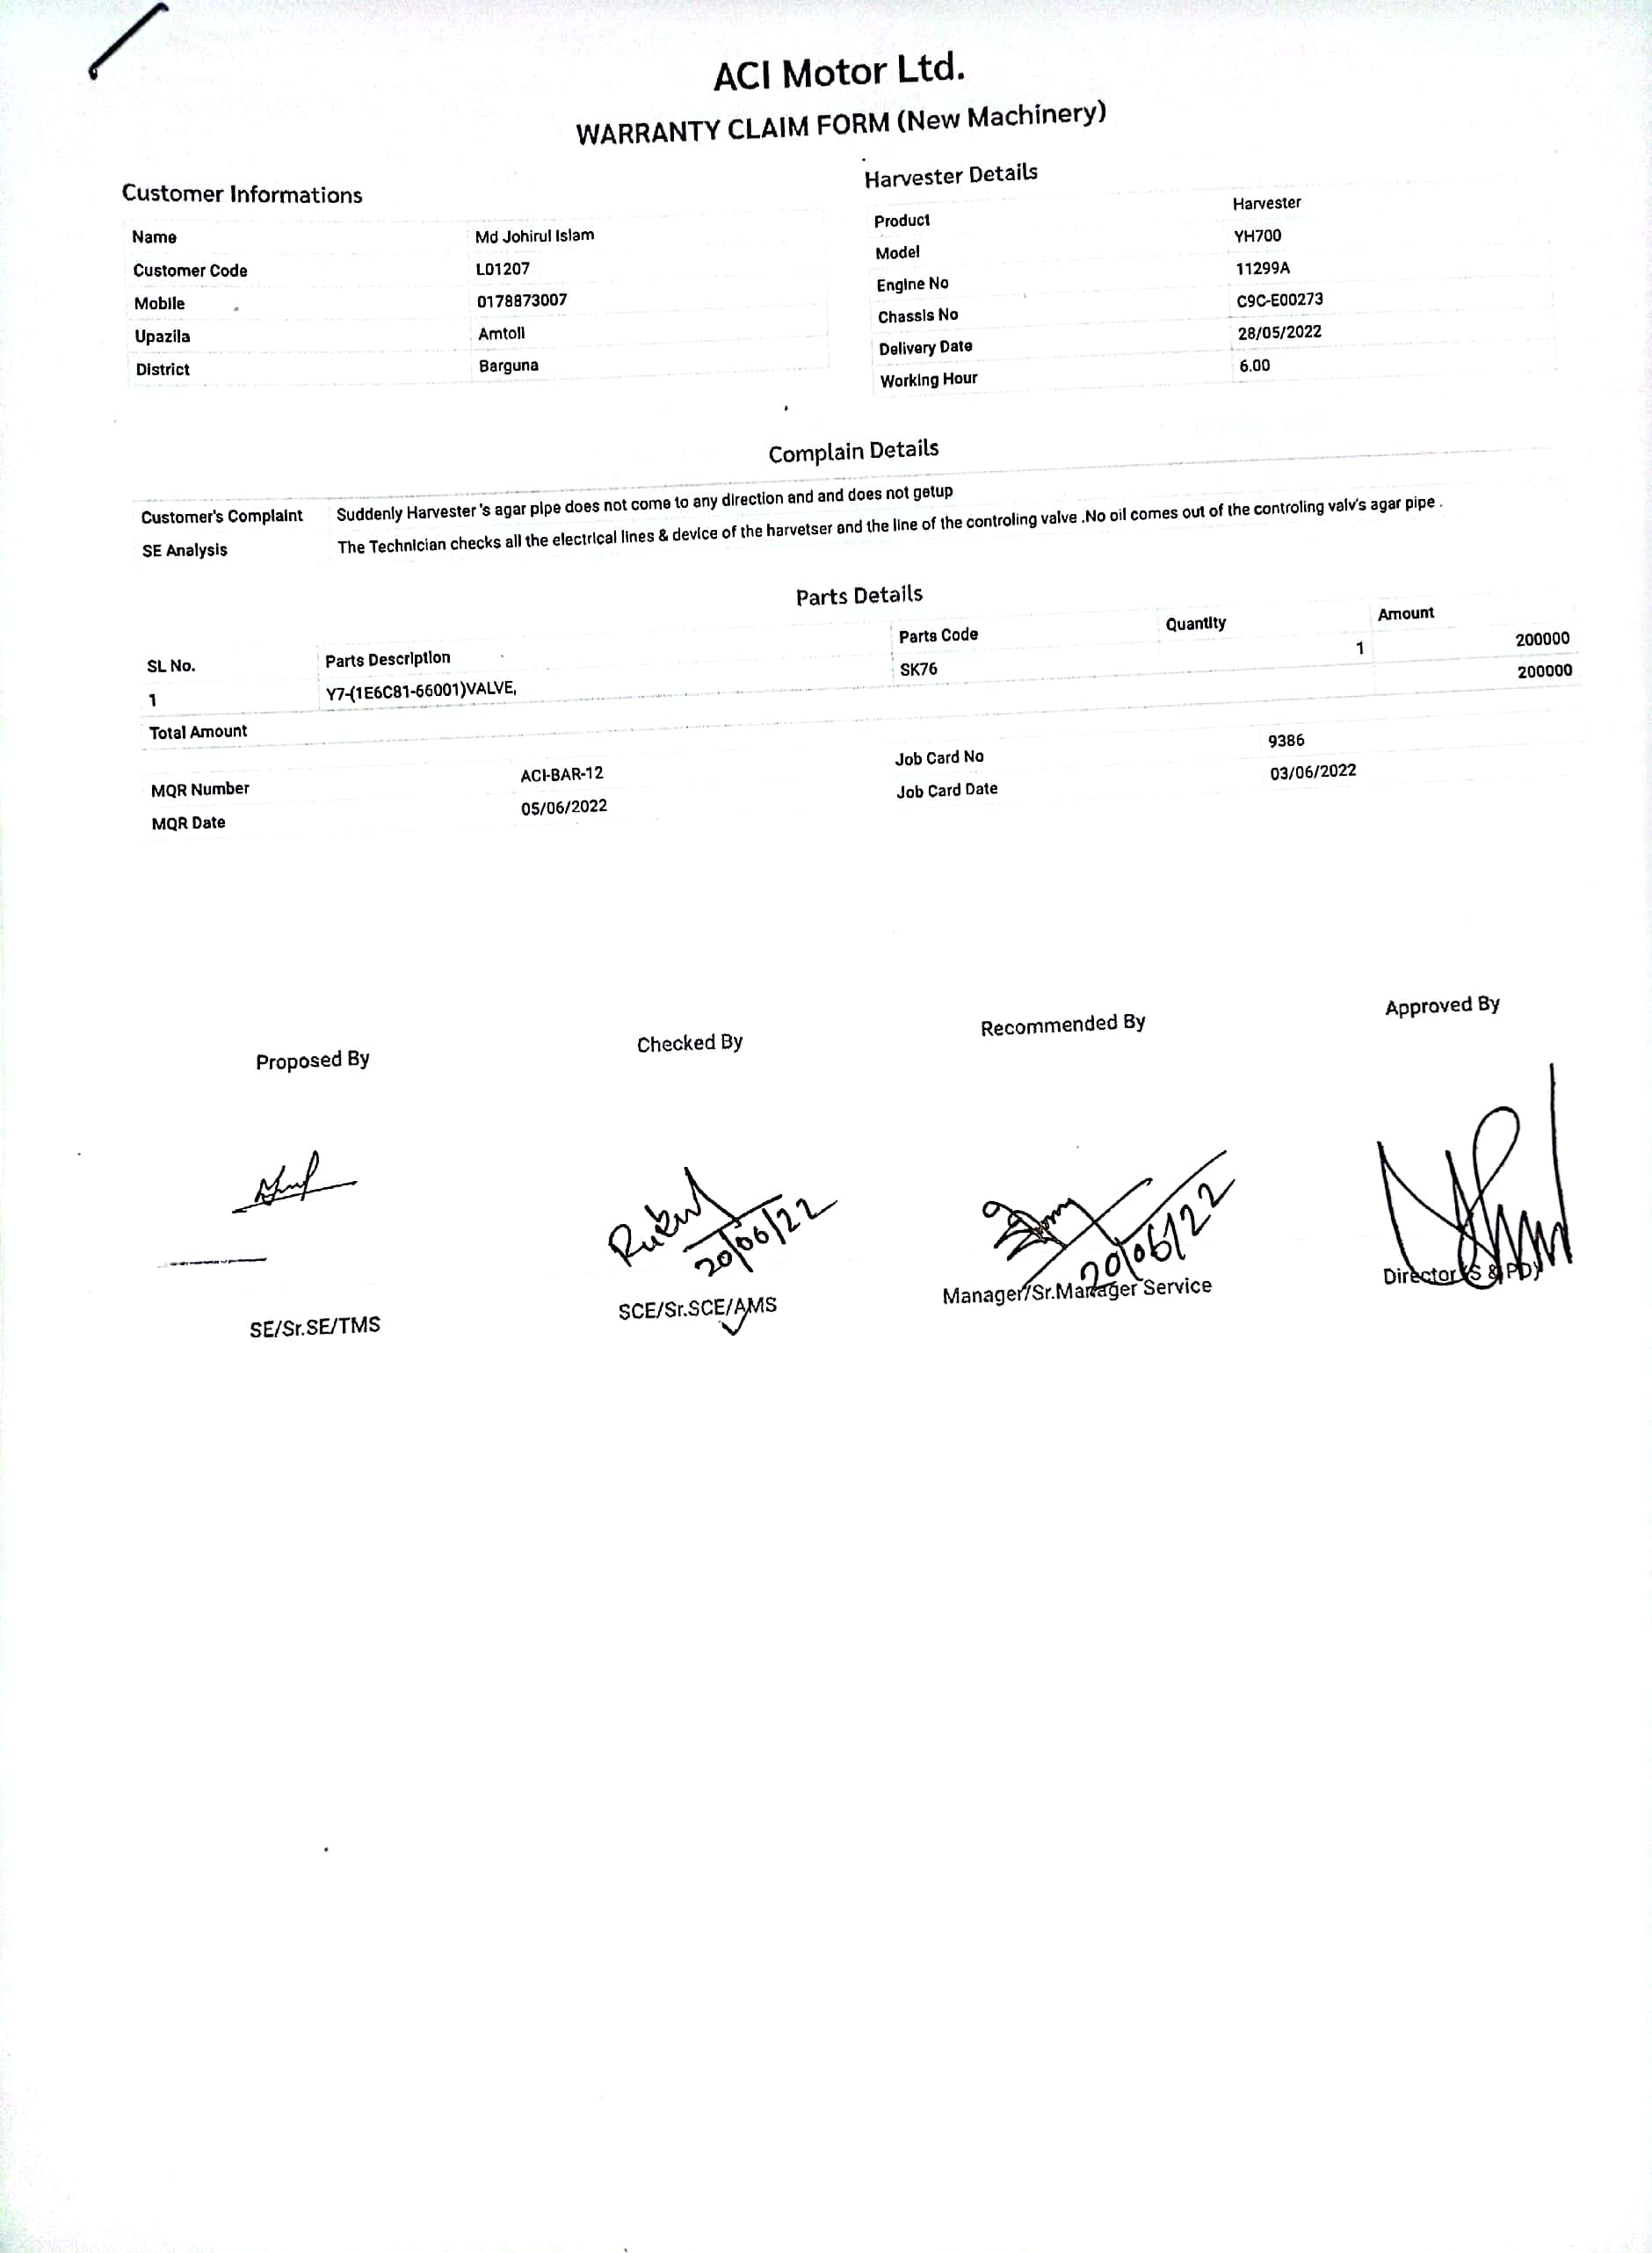 ACI Motor Ltd.
WARRANTY CLAIM FORM (New Machinery)
Customer Informations
Name Md Johirul Islam
Customer Code L01207
Mobile 0178873007
Upazila Amtoli
District Barguna
Harvester Details
Product Harvester
Model YH700
Engine No 11299A
Chassis No C9C-E00273
Delivery Date 28/05/2022
Working Hour 6.00
Complain Details
Customer's Complaint Suddenly Harvester 's agar pipe does not come to any direction and and does not getup
SE Analysis The Technician checks all the electrical lines & device of the harvetser and the line of the controling valve .No oil comes out of the controling valv's agar pipe .
Parts Details
SL No. Parts Description Parts Code Quantity Amount
1 Y7-(1E6C81-66001)VALVE, SK76 1 200000
Total Amount 200000
MQR Number ACI-BAR-12 Job Card No 9386
MQR Date 05/06/2022 Job Card Date 03/06/2022
Proposed By Checked By Recommended By Approved By
20/06/22 20/06/22
SE/Sr.SE/TMS SCE/Sr.SCE/AMS Manager/Sr.Manager Service Director (S & PD)